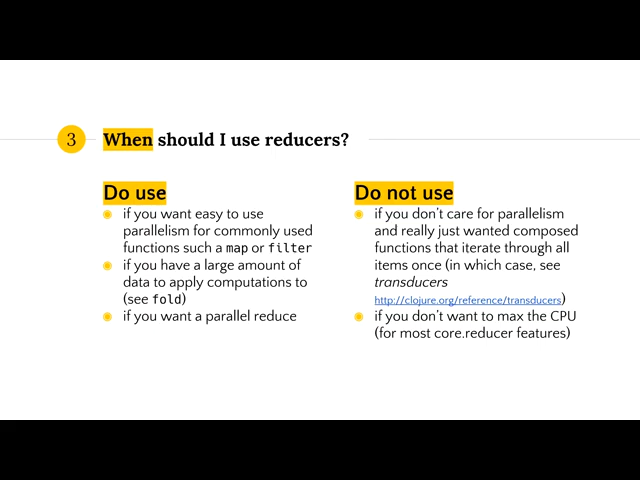 3
When should I use reducers?
Do use
if you want easy to use
parallelism for commonly used
functions such a map or filter
if you have a large amount of
data to apply computations to
(see fold)
if you want a parallel reduce
Do not use
if you don't care for parallelism
and really just wanted composed
functions that iterate through all
items once (in which case, see
transducers
http://clojure.org/reference/transducers)
if you don't want to max the CPU
(for most core.reducer features)